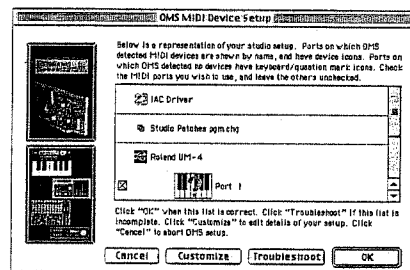 OMS MIDI Device Setup
Below is a representation of your studio setup. Ports on which OMS
detected MIDI devices are shown by name, and have device icons. Ports on
which OMS detected no devices have keyboard/question mark icons. Check
the MIDI ports you wish to use, and leave the others unchecked.
IAC Driver
Studio Patches pgm chg
Roland UM-4
Port 1
Click "OK" when this list is correct. Click "Troubleshoot" if this list is
incomplete. Click "Customize" to edit details of your setup. Click
"Cancel" to abort OMS setup.
Cancel Customize Troubleshoot OK